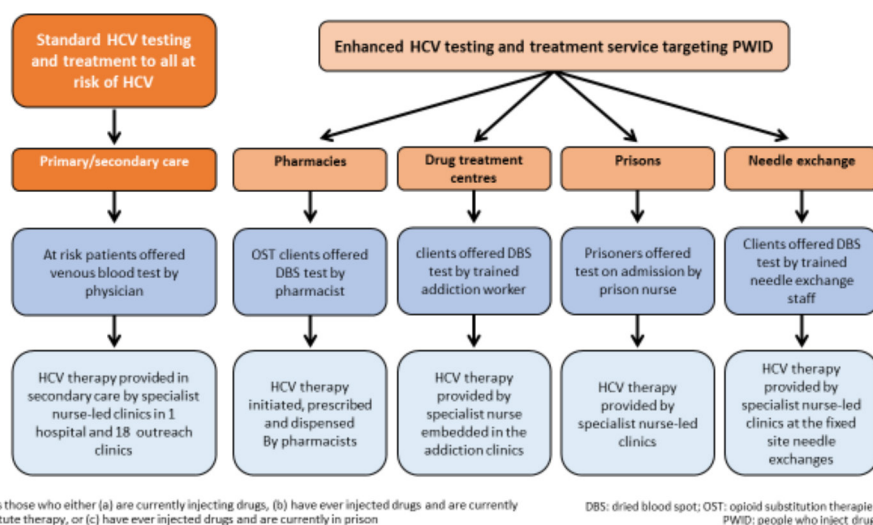 Standard HCV testing
and treatment to all at
risk of HCV
Enhanced HCV testing and treatment service targeting PWID
Primary/secondary care
Pharmacies
Drug treatment
centres
Prisons
Needle exchange
At risk patients offered
venous blood test by
physician
OST clients offered
DBS test by
pharmacist
clients offered DBS
test by trained
addiction worker
Prisoners offered
test on admission by
prison nurse
Clients offered DBS
test by trained
needle exchange
staff
HCV therapy provided in
secondary care by specialist
nurse-led clinics in 1
hospital and 18 outreach
clinics
HCV therapy
initiated, prescribed
and dispensed
By pharmacists
HCV therapy
provided by
specialist nurse
embedded in the
addiction clinics
HCV therapy
provided by
specialist nurse-led
clinics
HCV therapy
provided by
specialist nurse-led
clinics at the fixed
site needle
exchanges
those who either (a) are currently injecting drugs, (b) have ever injected drugs and are currently
therapy, or (c) have ever injected drugs and are currently in prison
DBS: dried blood spot; OST: opioid substitution
PWID: people who inject